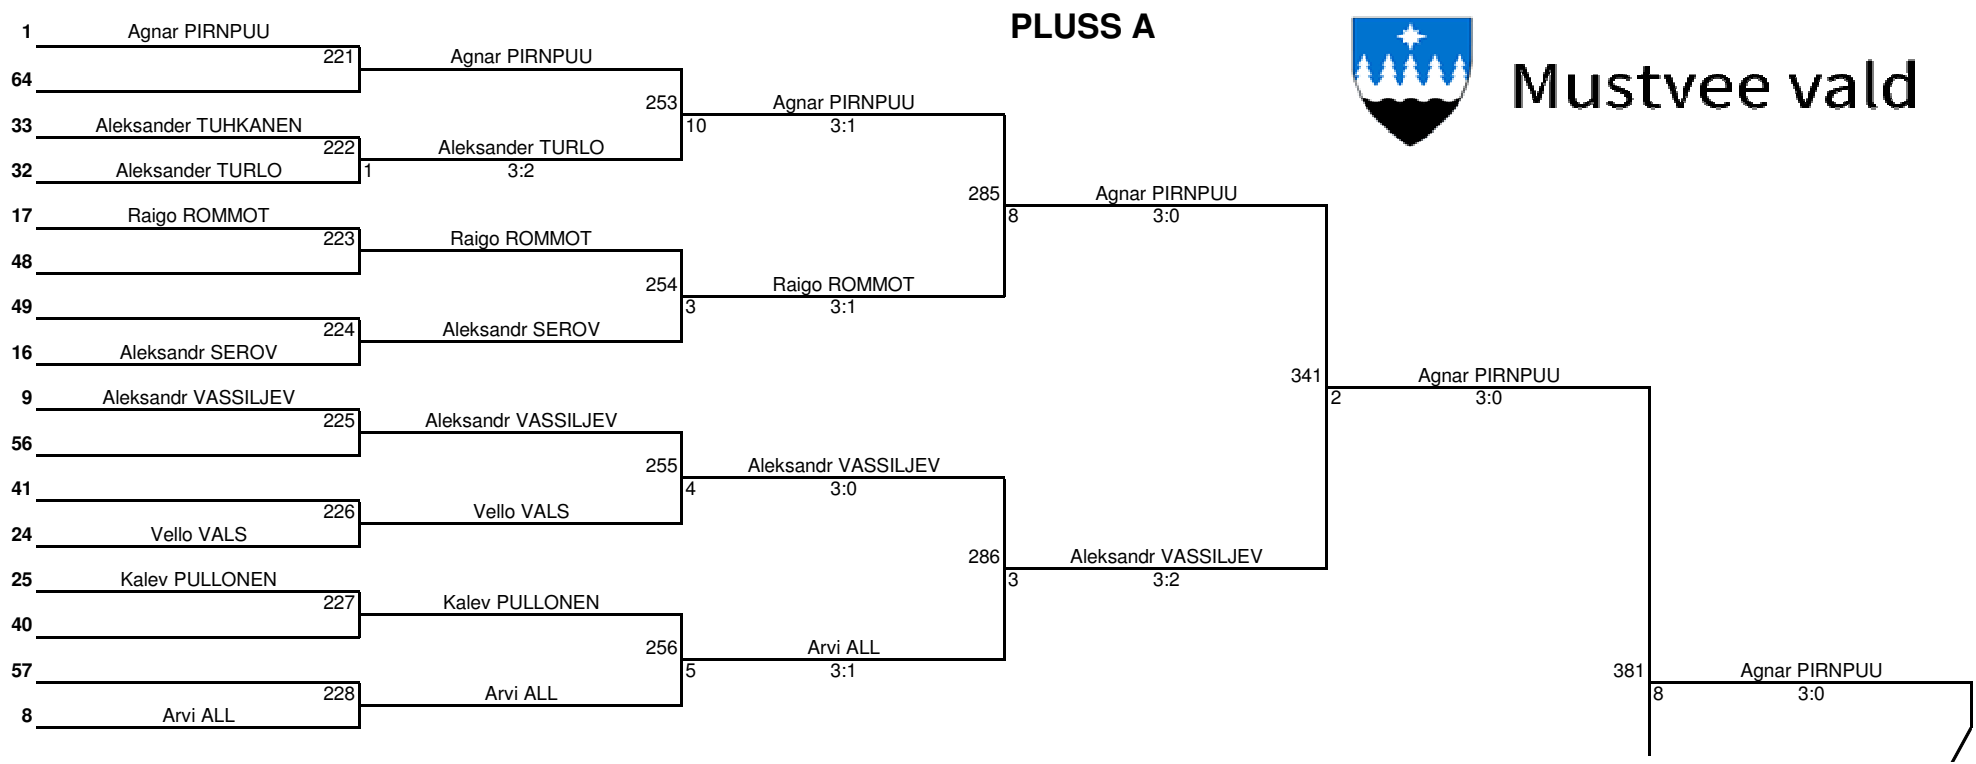 PLUSS A
Mustvee vald
1 Agnar PIRNPUU
221 Agnar PIRNPUU
64
253 Agnar PIRNPUU
10 3:1
33 Aleksander TUHKANEN
222 Aleksander TURLO
1 3:2
32 Aleksander TURLO
285 Agnar PIRNPUU
8 3:0
17 Raigo ROMMOT
223 Raigo ROMMOT
48
254 Raigo ROMMOT
3 3:1
49
224 Aleksandr SEROV
16 Aleksandr SEROV
341 Agnar PIRNPUU
2 3:0
9 Aleksandr VASSILJEV
225 Aleksandr VASSILJEV
56
255 Aleksandr VASSILJEV
4 3:0
41
226 Vello VALS
24 Vello VALS
286 Aleksandr VASSILJEV
3 3:2
25 Kalev PULLONEN
227 Kalev PULLONEN
40
256 Arvi ALL
5 3:1
57
228 Arvi ALL
8 Arvi ALL
381 Agnar PIRNPUU
8 3:0